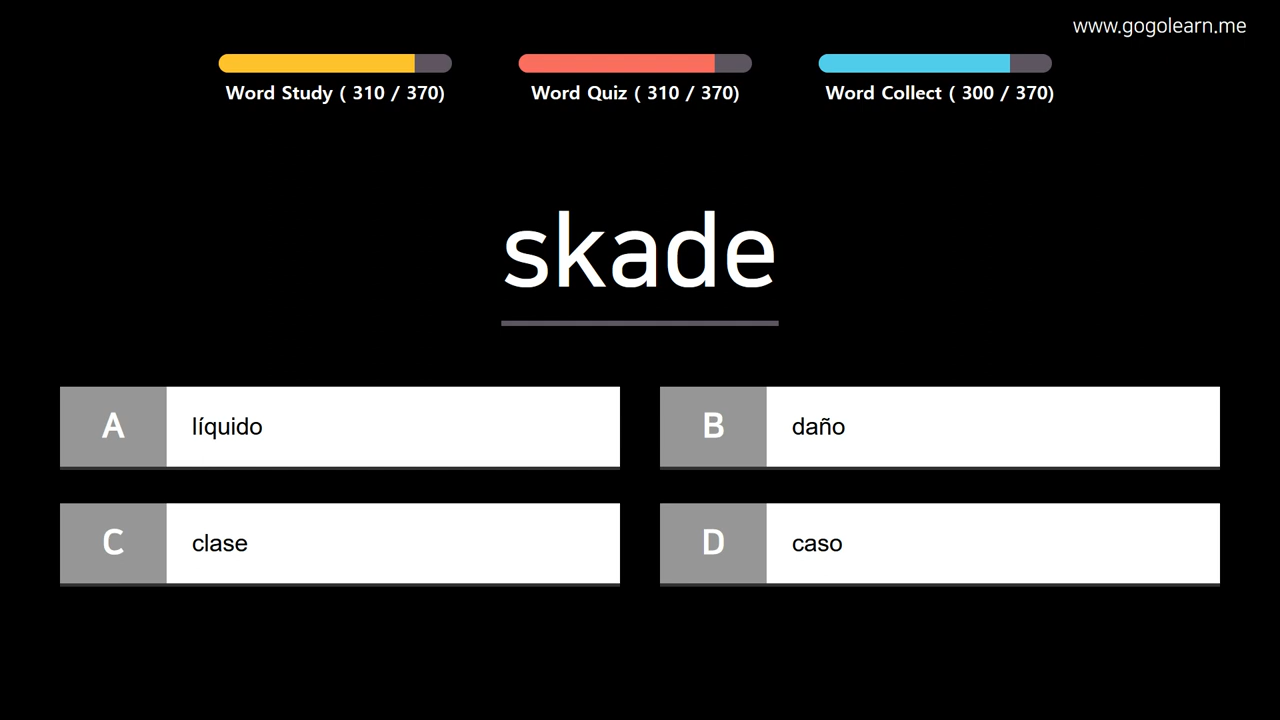 www.gogolearn.me
Word Study ( 310 / 370)
Word Quiz ( 310 / 370)
Word Collect ( 300 / 370)
skade
A
líquido
B
daño
C
clase
D
caso